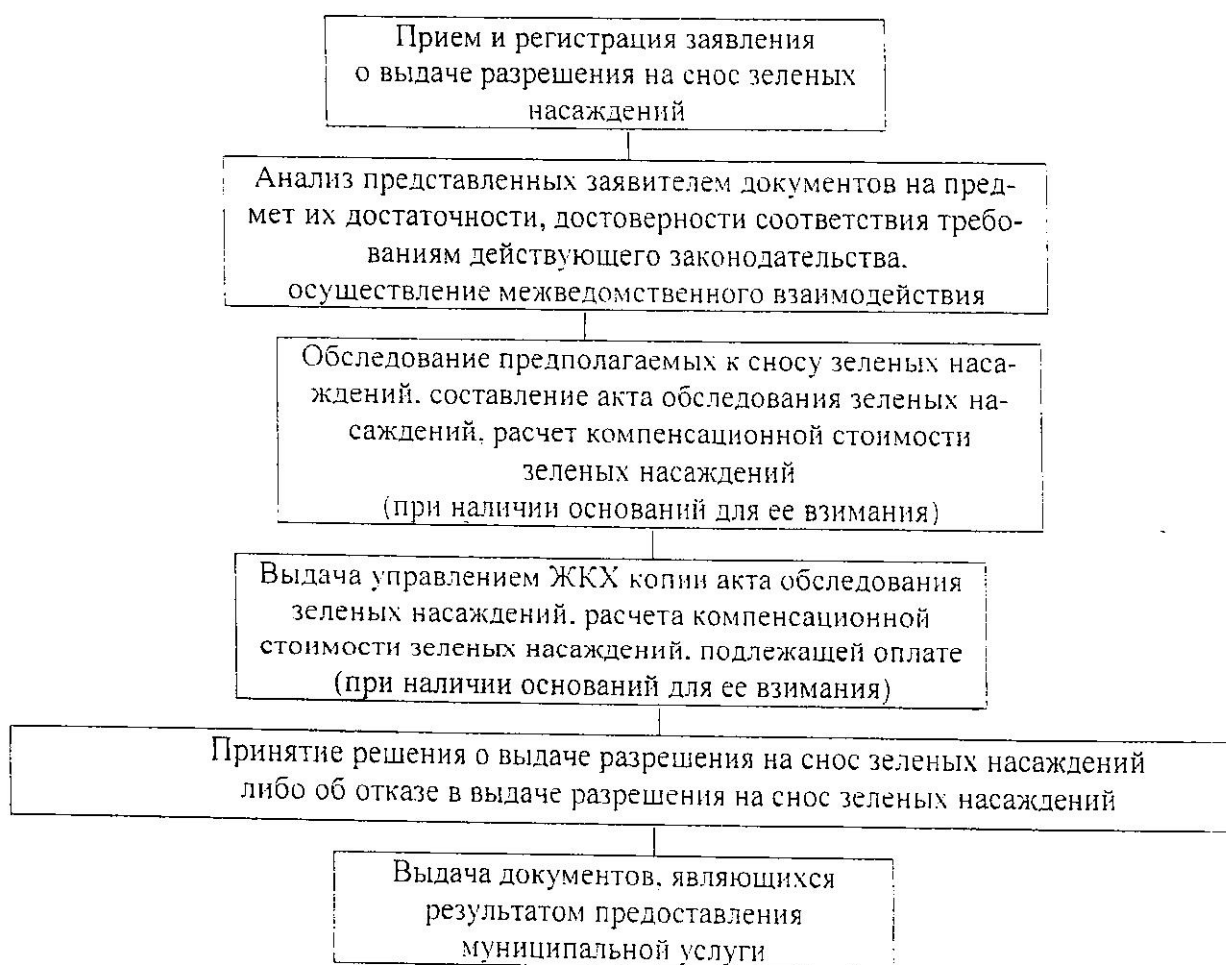 Прием и регистрация заявления
о выдаче разрешения на снос зеленых
насаждений
Анализ представленных заявителем документов на пред-
мет их достаточности, достоверности соответствия требо-
ваниям действующего законодательства.
осуществление межведомственного взаимодействия
Обследование предполагаемых к сносу зеленых наса-
ждений. составление акта обследования зеленых на-
саждений. расчет компенсационной стоимости
зеленых насаждений
(при наличии оснований для ее взимания)
Выдача управлением ЖКХ копии акта обследования
зеленых насаждений. расчета компенсационной
стоимости зеленых насаждений. подлежащей оплате
(при наличии оснований для ее взимания)
Принятие решения о выдаче разрешения на снос зеленых насаждений
либо об отказе в выдаче разрешения на снос зеленых насаждений
Выдача документов, являющихся
результатом предоставления
муниципальной услуги